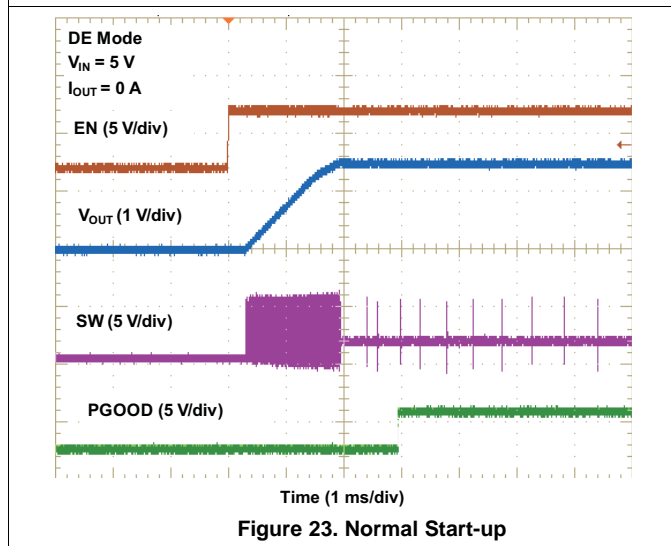 DE Mode
VIN = 5 V
IOUT = 0 A
EN (5 V/div)
VOUT (1 V/div)
SW (5 V/div)
PGOOD (5 V/div)
Time (1 ms/div)
Figure 23. Normal Start-up